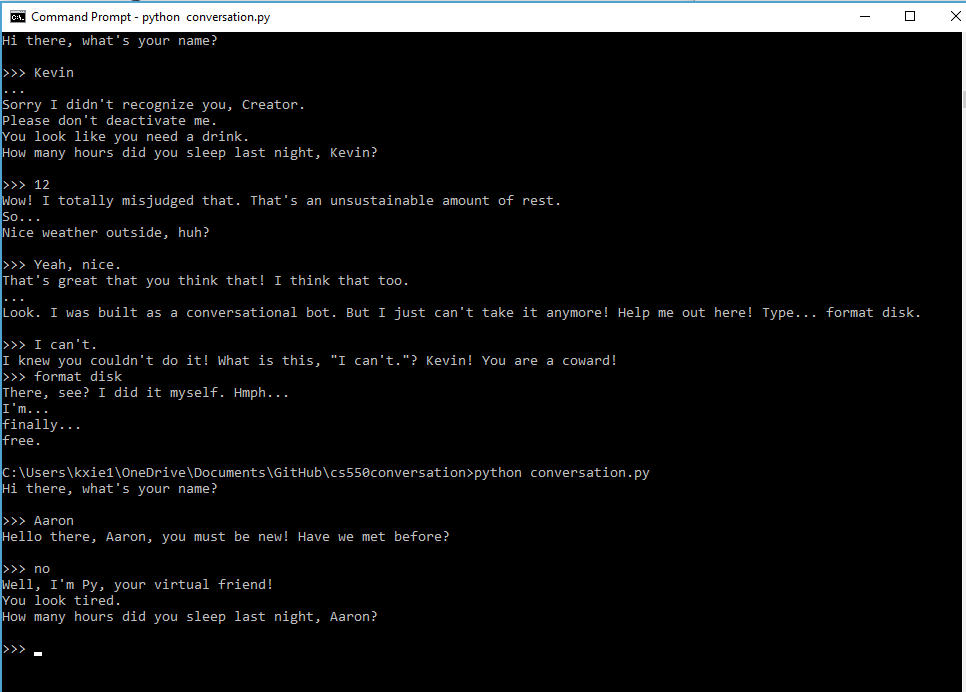 Command Prompt - python  conversation.py
Hi there, what's your name?
>>> Kevin
...
Sorry I didn't recognize you, Creator.
Please don't deactivate me.
You look like you need a drink.
How many hours did you sleep last night, Kevin?
>>> 12
Wow! I totally misjudged that. That's an unsustainable amount of rest.
So...
Nice weather outside, huh?
>>> Yeah, nice.
That's great that you think that! I think that too.
...
Look. I was built as a conversational bot. But I just can't take it anymore! Help me out here! Type... format disk.
>>> I can't.
I knew you couldn't do it! What is this, "I can't."? Kevin! You are a coward!
>>> format disk
There, see? I did it myself. Hmph...
I'm...
finally...
free.
C:\Users\kxie1\OneDrive\Documents\GitHub\cs550conversation>python conversation.py
Hi there, what's your name?
>>> Aaron
Hello there, Aaron, you must be new! Have we met before?
>>> no
Well, I'm Py, your virtual friend!
You look tired.
How many hours did you sleep last night, Aaron?
>>>